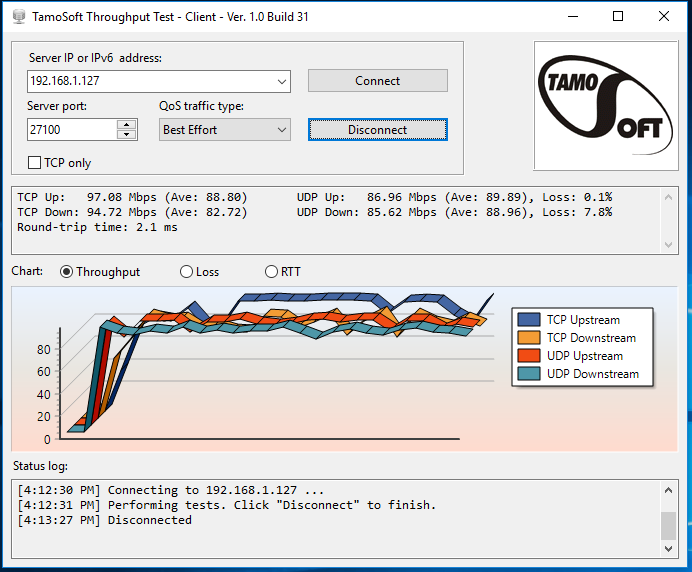 TamoSoft Throughput Test - Client - Ver. 1.0 Build 31
Server IP or IPv6 address:
192.168.1.127
Connect
Server port:
QoS traffic type:
27100
Best Effort
Disconnect
TCP only
TAMO
SOFT
TCP Up: 97.08 Mbps (Ave: 88.80) UDP Up: 86.96 Mbps (Ave: 89.89), Loss: 0.1%
TCP Down: 94.72 Mbps (Ave: 82.72) UDP Down: 85.62 Mbps (Ave: 88.96), Loss: 7.8%
Round-trip time: 2.1 ms
Chart: Throughput Loss RTT
80
60
40
20
0
TCP Upstream
TCP Downstream
UDP Upstream
UDP Downstream
Status log:
[4:12:30 PM] Connecting to 192.168.1.127 ...
[4:12:31 PM] Performing tests. Click "Disconnect" to finish.
[4:13:27 PM] Disconnected